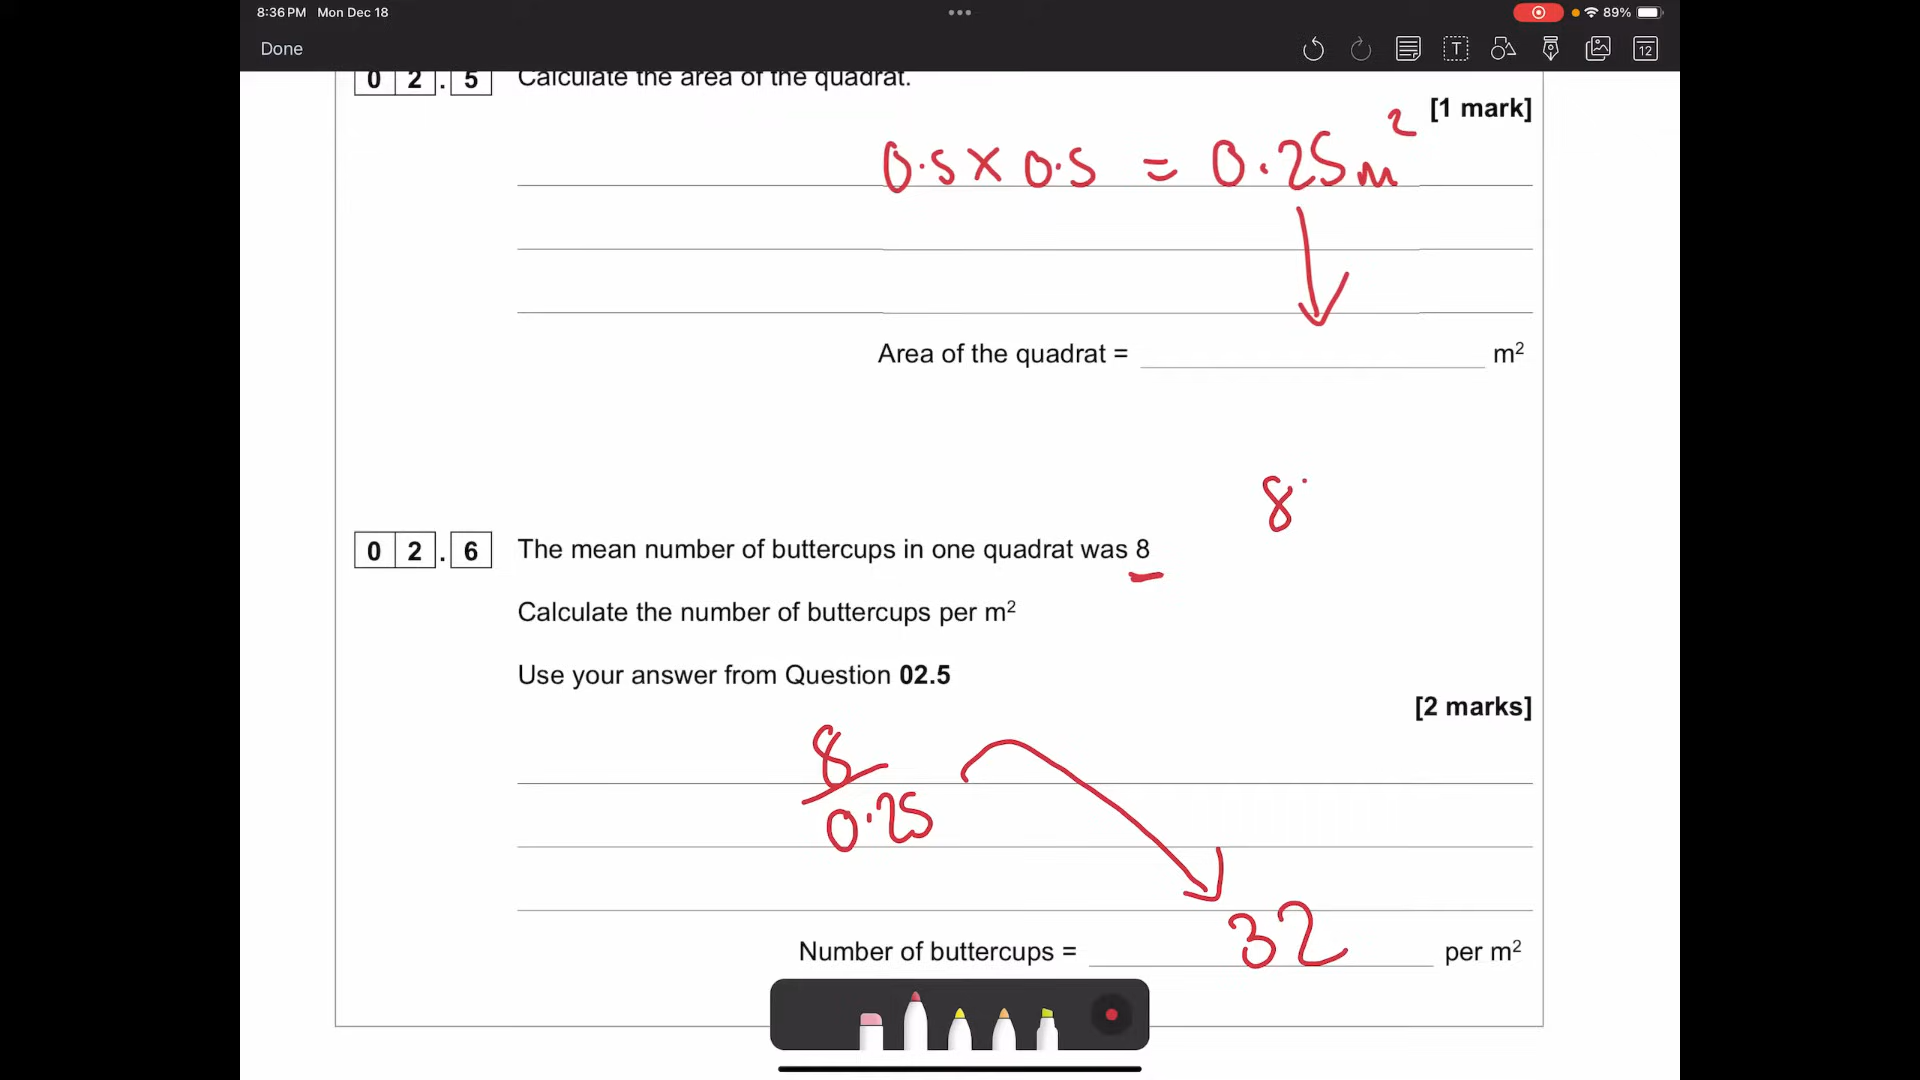 8:36 PM Mon Dec 18
89%
Done
T
12
0 2 . 5 Calculate the area of the quadrat.
[1 mark]
0.5 × 0.5 = 0.25 m²
Area of the quadrat = m²
8
0 2 . 6 The mean number of buttercups in one quadrat was 8
Calculate the number of buttercups per m²
Use your answer from Question 02.5
[2 marks]
8
0.25
Number of buttercups = 32 per m²